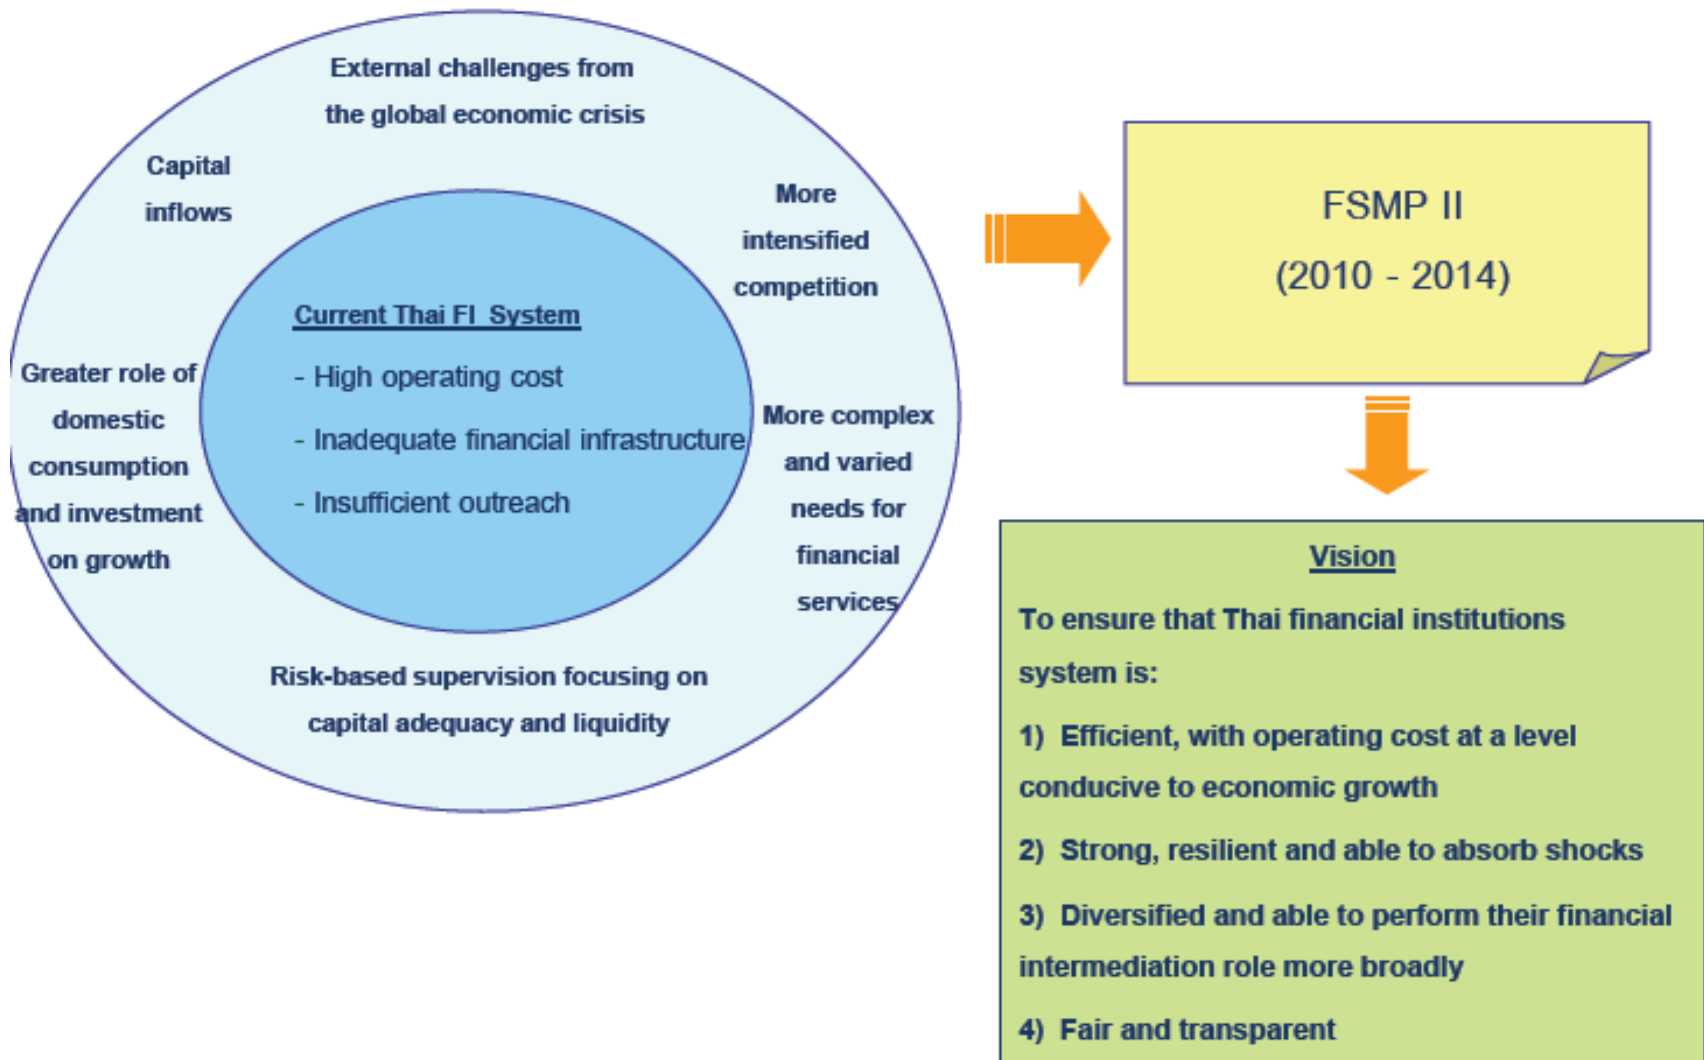 External challenges from
the global economic crisis
Capital
inflows
More
intensified
competition
Current Thai FI System
- High operating cost
- Inadequate financial infrastructure
- Insufficient outreach
Greater role of
domestic
consumption
and investment
on growth
More complex
and varied
needs for
financial
services
Risk-based supervision focusing on
capital adequacy and liquidity
FSMP II
(2010 - 2014)
Vision
To ensure that Thai financial institutions
system is:
1) Efficient, with operating cost at a level
conducive to economic growth
2) Strong, resilient and able to absorb shocks
3) Diversified and able to perform their financial
intermediation role more broadly
4) Fair and transparent